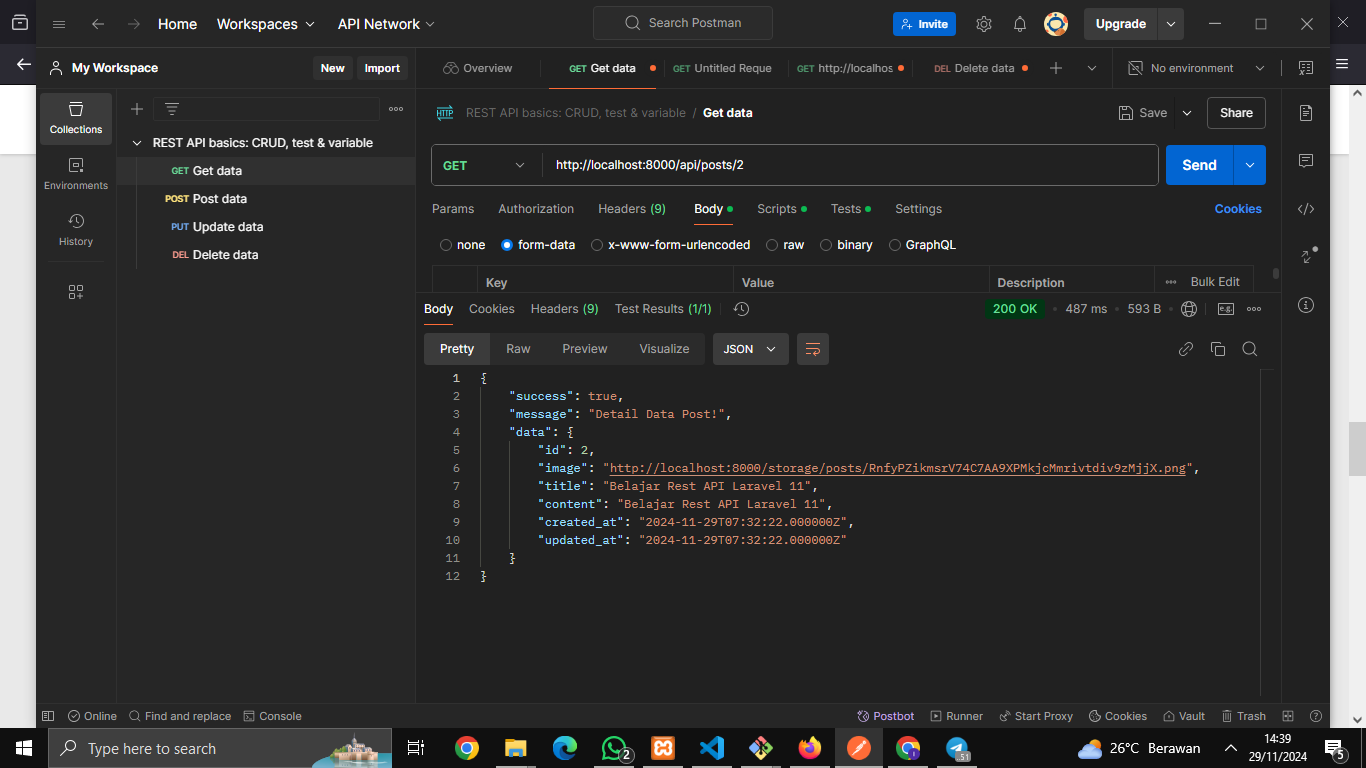 Home Workspaces API Network Search Postman Invite Upgrade
My Workspace New Import Overview GET Get data GET Untitled Reque GET http://localhos DEL Delete data No environment
Collections
Environments
History
REST API basics: CRUD, test & variable
GET Get data
POST Post data
PUT Update data
DEL Delete data
HTTP REST API basics: CRUD, test & variable / Get data Save Share
GET http://localhost:8000/api/posts/2 Send
Params Authorization Headers (9) Body Scripts Tests Settings Cookies
none form-data x-www-form-urlencoded raw binary GraphQL
Key Value Description Bulk Edit
Body Cookies Headers (9) Test Results (1/1) 200 OK 487 ms 593 B e.g.
Pretty Raw Preview Visualize JSON
1 {
2 "success": true,
3 "message": "Detail Data Post!",
4 "data": {
5 "id": 2,
6 "image": "http://localhost:8000/storage/posts/RnfyPZikmsrV74C7AA9XPMkjcMmrivtdiv9zMjjX.png",
7 "title": "Belajar Rest API Laravel 11",
8 "content": "Belajar Rest API Laravel 11",
9 "created_at": "2024-11-29T07:32:22.000000Z",
10 "updated_at": "2024-11-29T07:32:22.000000Z"
11 }
12 }
Online Find and replace Console Postbot Runner Start Proxy Cookies Vault Trash
Type here to search 2 51 26°C Berawan 14:39
29/11/2024 5